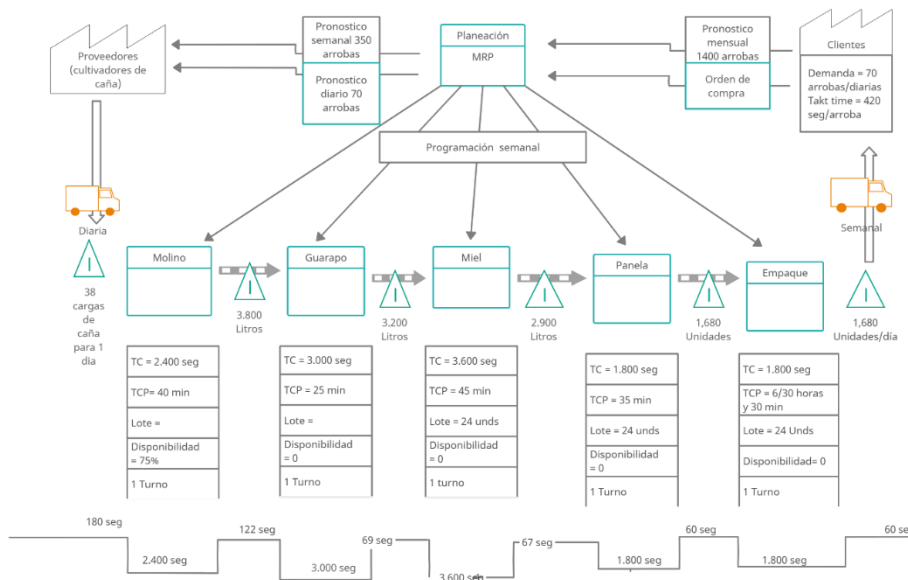 Proveedores
(cultivadores de
caña)
Pronostico
semanal 350
arrobas
Pronostico
diario 70
arrobas
Planeación
MRP
Pronostico
mensual
1400 arrobas
Orden de
compra
Clientes
Demanda = 70
arrobas/diarias
Takt time = 420
seg/arroba
Programación semanal
Diaria
Semanal
I
38
cargas
de
caña
para 1
dia
Molino
I
3.800
Litros
Guarapo
I
3,200
Litros
Miel
I
2.900
Litros
Panela
I
1,680
Unidades
Empaque
I
1,680
Unidades/día
TC = 2.400 seg
TCP= 40 min
Lote =
Disponibilidad
= 75%
1 Turno
TC = 3.000 seg
TCP = 25 min
Lote =
Disponibilidad
= 0
1 Turno
TC = 3.600 seg
TCP = 45 min
Lote = 24 unds
Disponibilidad
= 0
1 turno
TC = 1.800 seg
TCP = 35 min
Lote = 24 unds
Disponibilidad
= 0
1 Turno
TC = 1.800 seg
TCP = 6/30 horas
y 30 min
Lote = 24 Unds
Disponibilidad= 0
1 Turno
180 seg
2.400 seg
122 seg
3.000 seg
69 seg
3.600 seg
67 seg
1.800 seg
60 seg
1.800 seg
60 seg